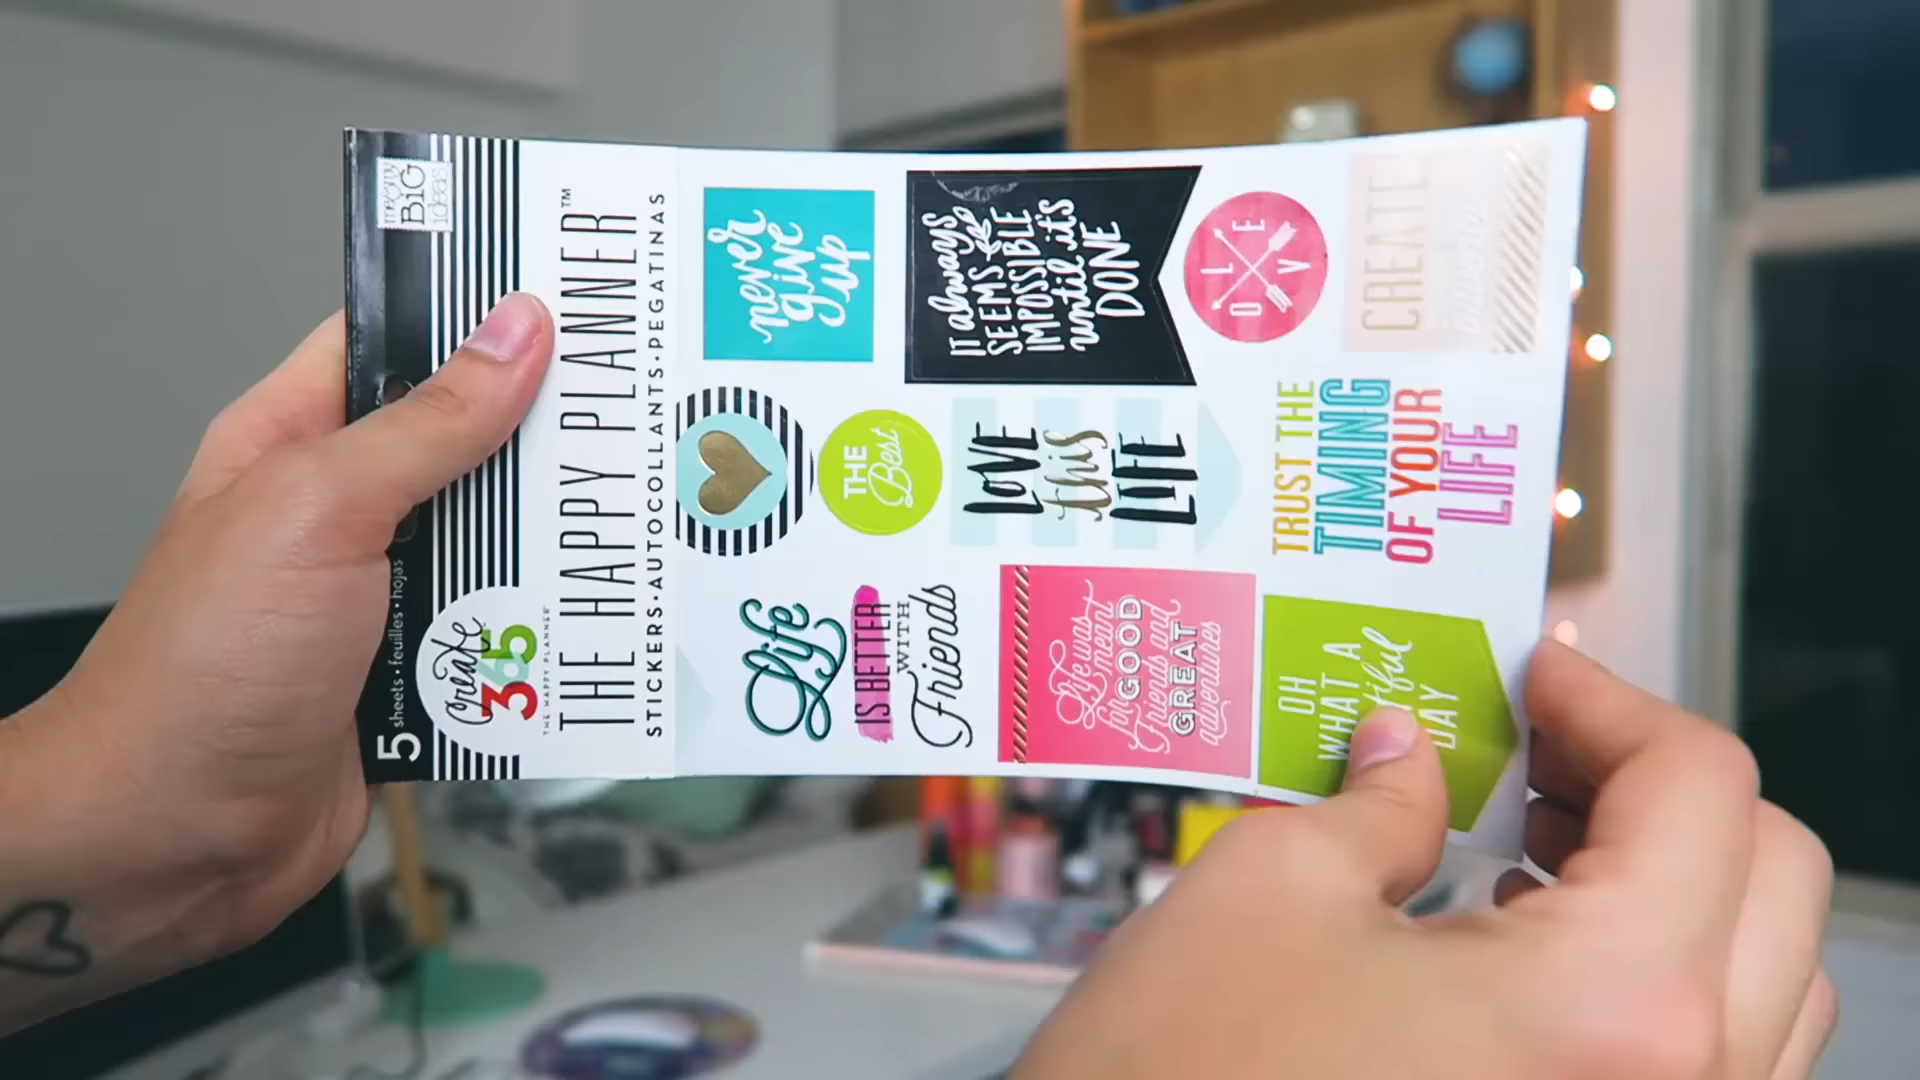 me & my
BiG
ideas
5 sheets • feuilles • hojas
create
365
THE HAPPY PLANNER
THE HAPPY PLANNER™
STICKERS • AUTOCOLLANTS • PEGATINAS
never
give
up
IT always
SEEMS
IMPOSSIBLE
until it's
DONE
L E
O V
CREATE
THE
Best
LOVE
this
LIFE
TRUST THE
TIMING
OF YOUR
LIFE
Life
IS BETTER
WITH
Friends
Life was
meant
for GOOD
Friends and
GREAT
adventures
OH
WHAT A
DAY